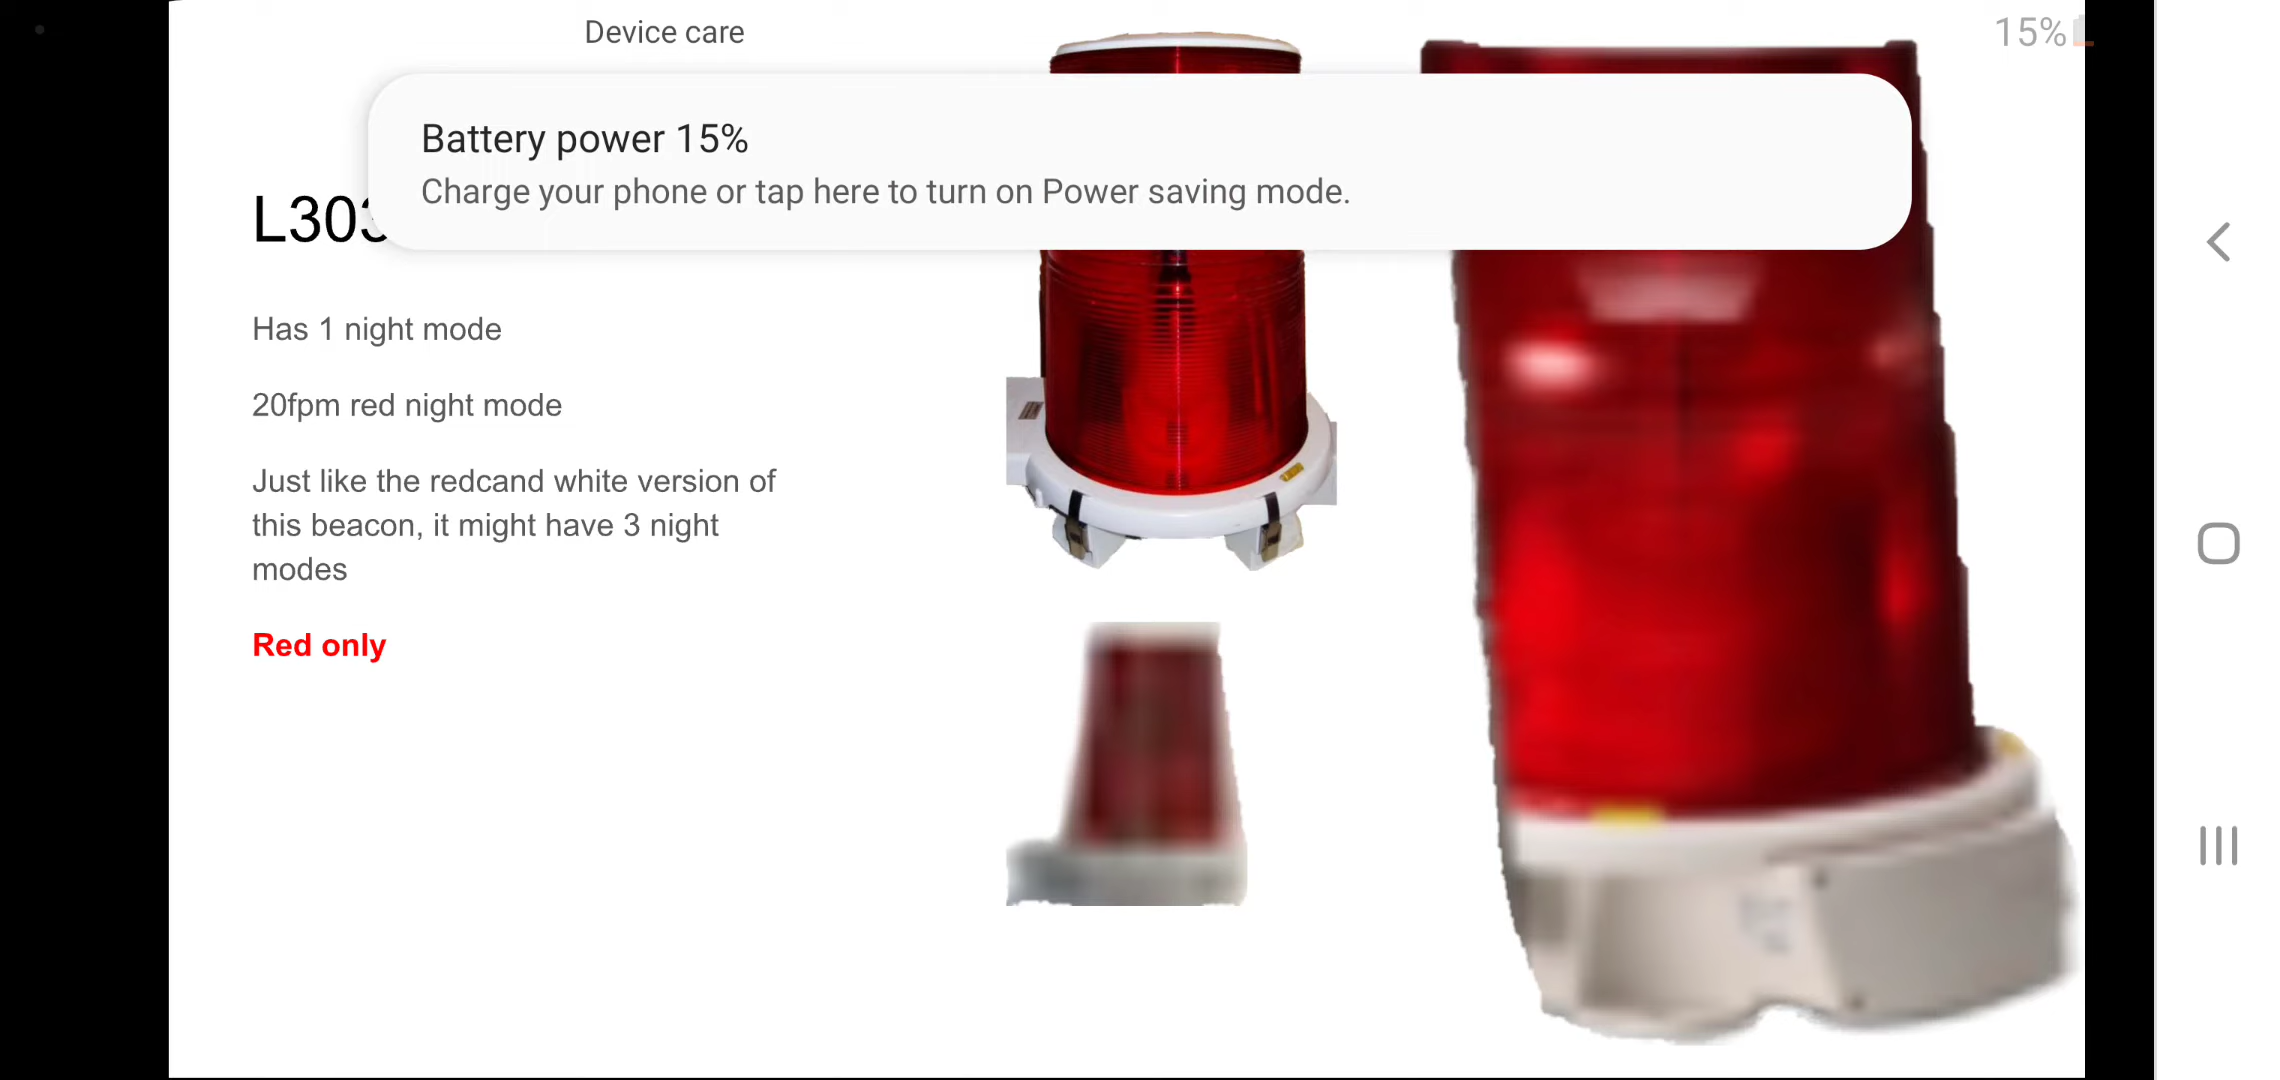 Device care
15%
Battery power 15%
Charge your phone or tap here to turn on Power saving mode.
L303
Has 1 night mode
20fpm red night mode
Just like the redcand white version of
this beacon, it might have 3 night
modes
Red only